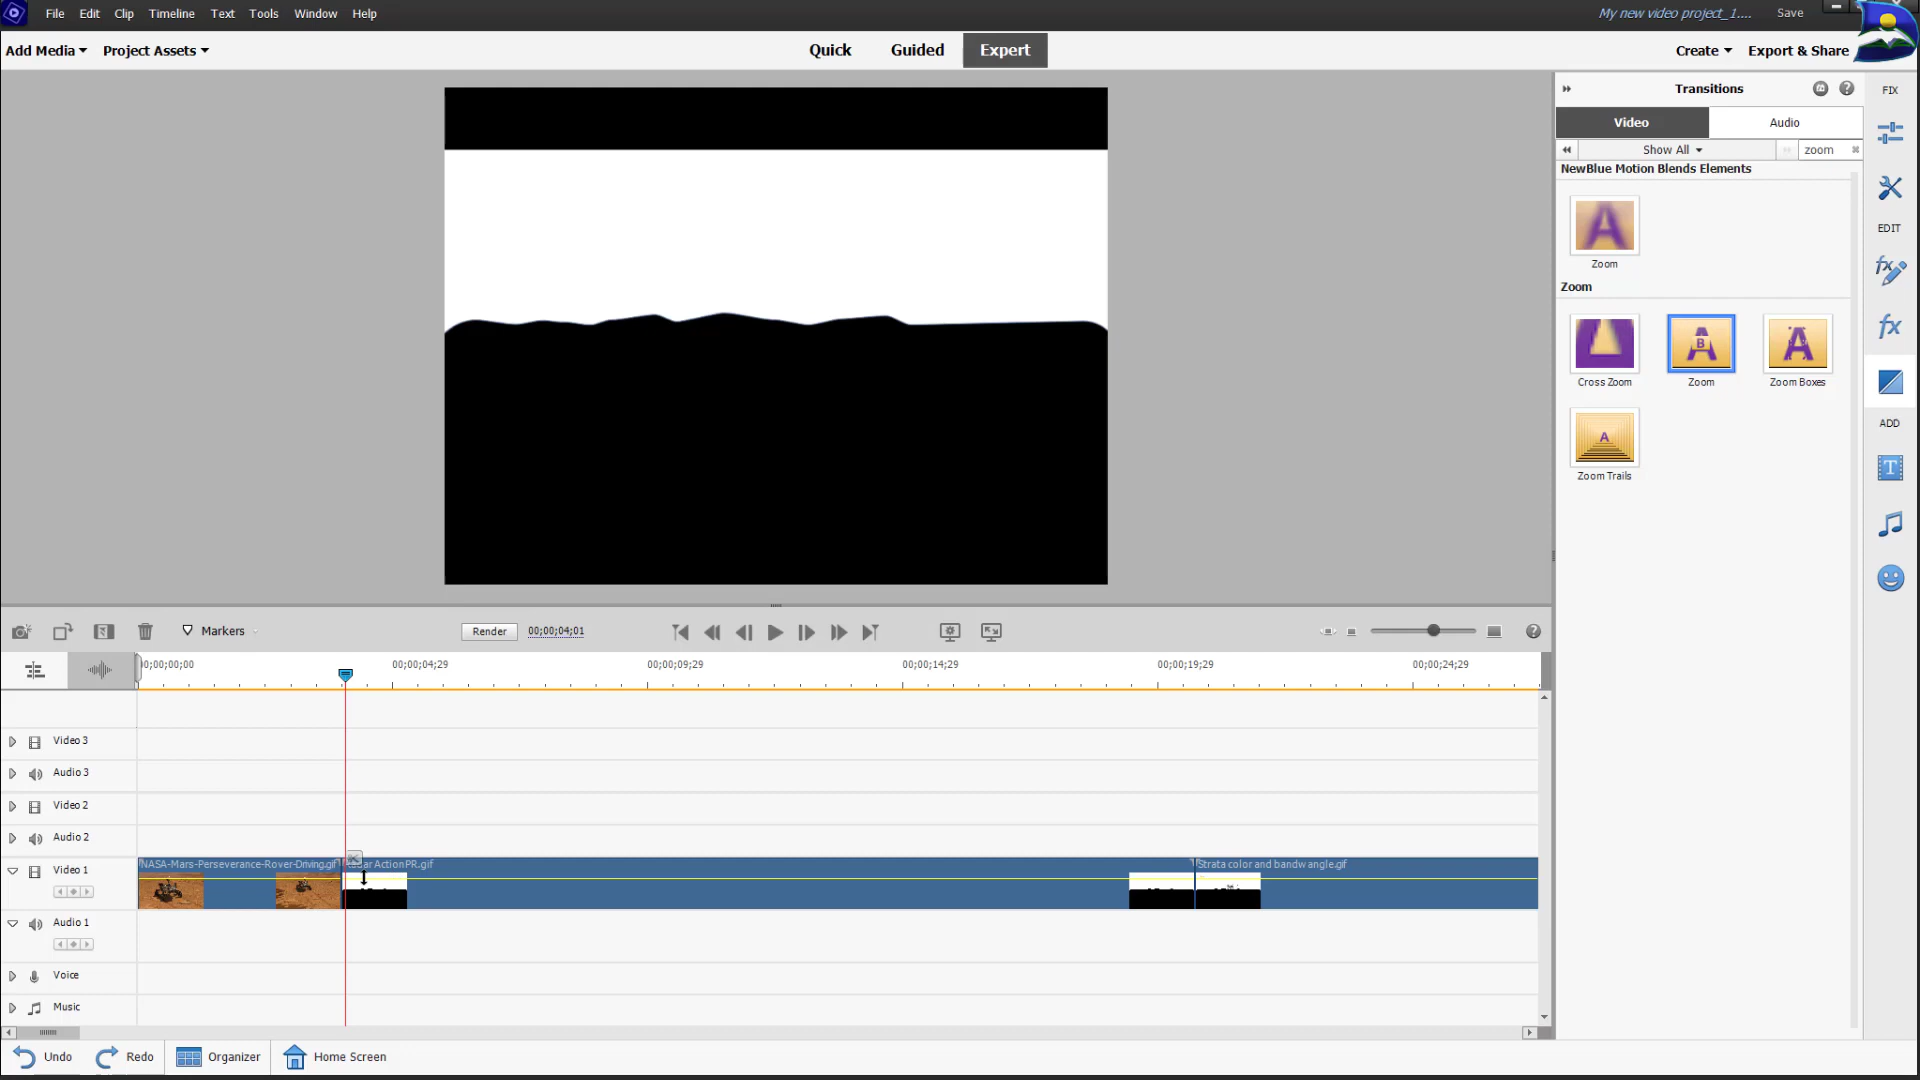 File Edit Clip Timeline Text Tools Window Help
My new video project_1.... Save
Add Media Project Assets
Quick Guided Expert
Create Export & Share
Transitions
FIX
Video Audio
Show All zoom
NewBlue Motion Blends Elements
Zoom
EDIT
Zoom
Cross Zoom Zoom Zoom Boxes
Zoom Trails
ADD
Markers
Render 00;00;04;01
00;00;00;00 00;00;04;29 00;00;09;29 00;00;14;29 00;00;19;29 00;00;24;29
Video 3
Audio 3
Video 2
Audio 2
Video 1
NASA-Mars-Perseverance-Rover-Driving.gif ActionPR.gif Strata color and bandw angle.gif
Audio 1
Voice
Music
Undo Redo Organizer Home Screen